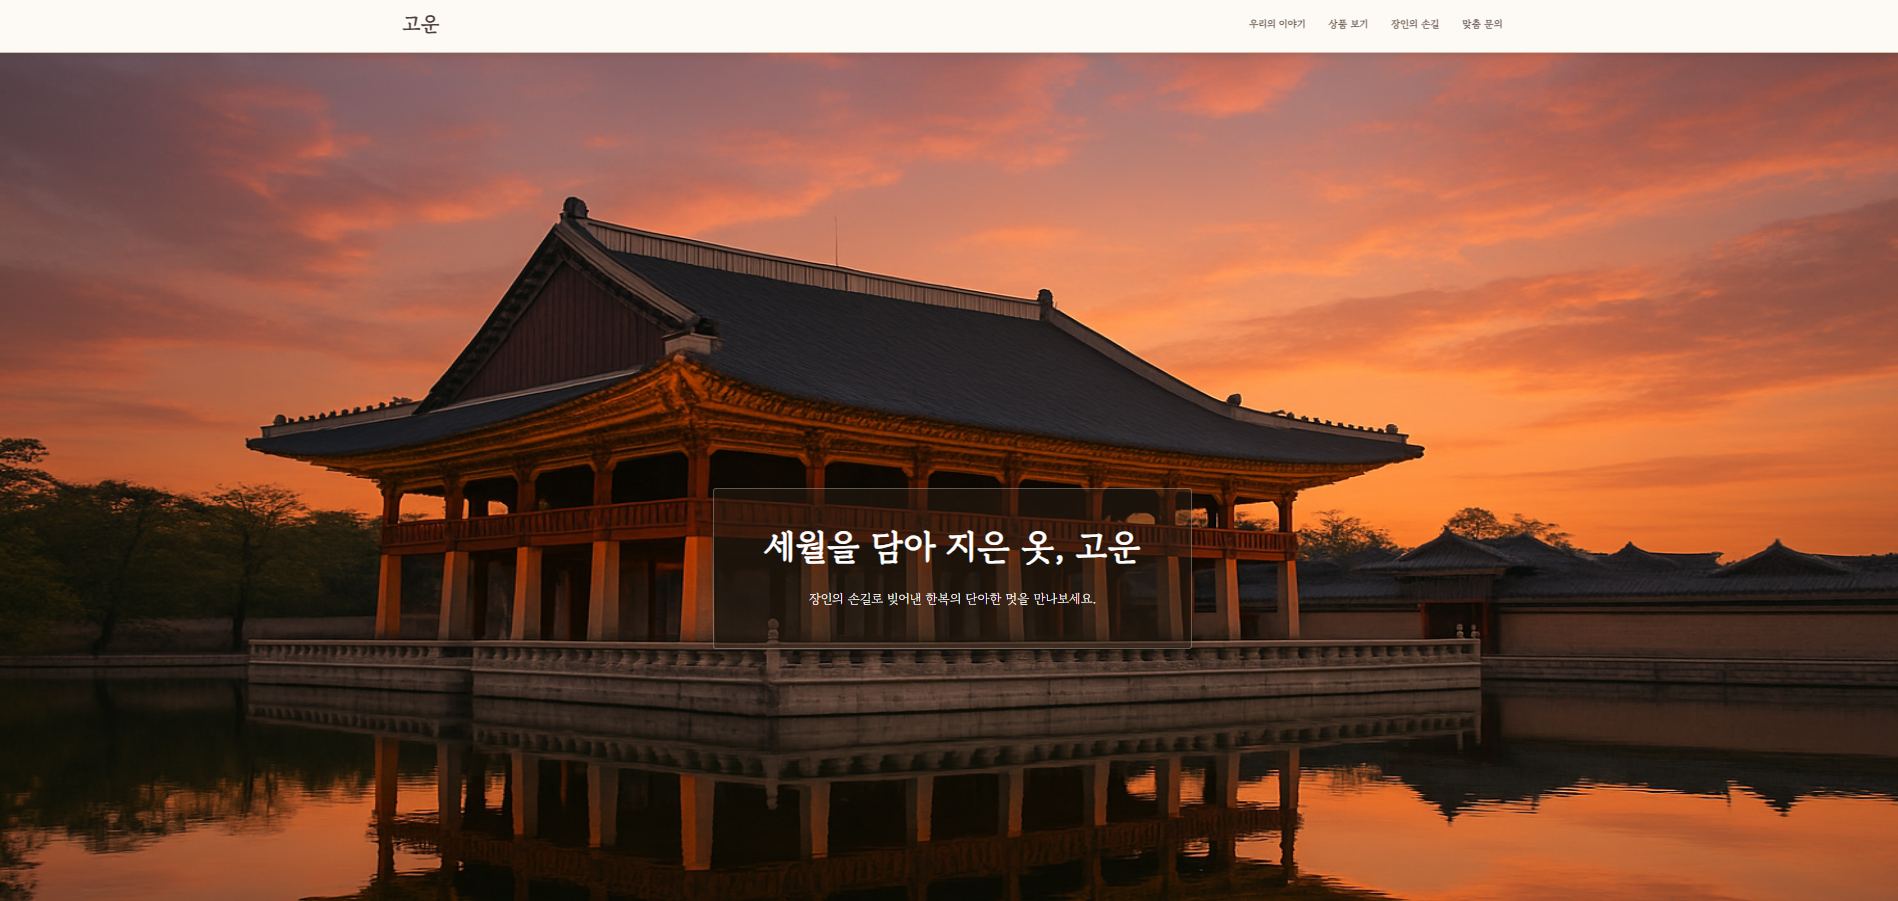 고운
우리의 이야기 상품 보기 장인의 손길 맞춤 문의
세월을 담아 지은 옷, 고운
장인의 손길로 빚어낸 한복의 단아한 멋을 만나보세요.